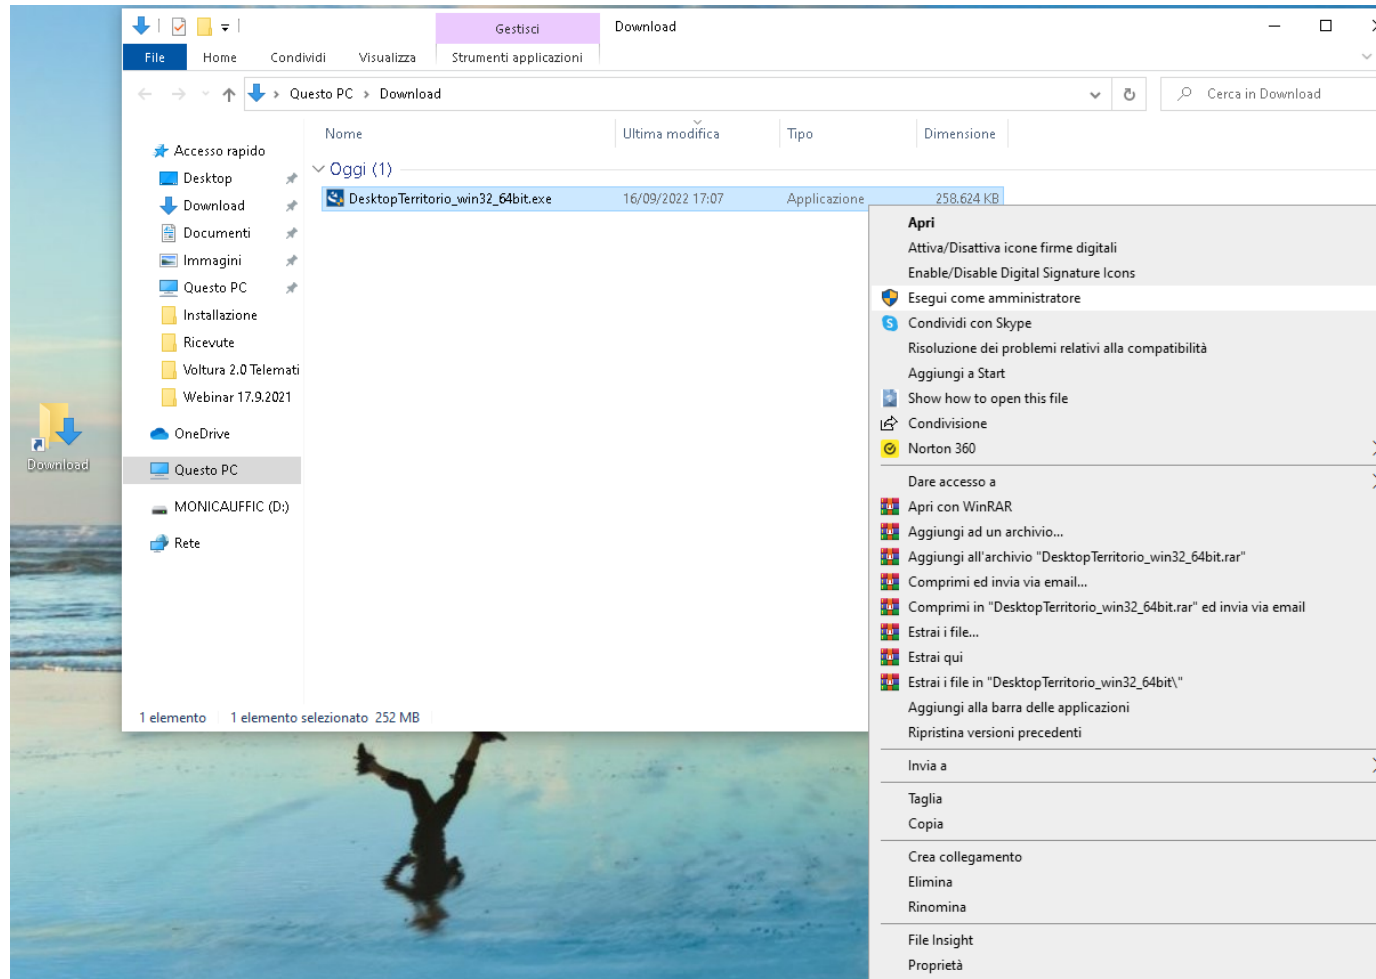 Gestisci
Download
File
Home
Condividi
Visualizza
Strumenti applicazioni
Questo PC
Download
Cerca in Download
Nome
Ultima modifica
Tipo
Dimensione
Accesso rapido
Desktop
Download
Documenti
Immagini
Questo PC
Installazione
Ricevute
Voltura 2.0 Telemati
Webinar 17.9.2021
OneDrive
Questo PC
MONICAUFFIC (D:)
Rete
Oggi (1)
DesktopTerritorio_win32_64bit.exe 16/09/2022 17:07 Applicazione 258.624 KB
Download
1 elemento
1 elemento selezionato 252 MB
Apri
Attiva/Disattiva icone firme digitali
Enable/Disable Digital Signature Icons
Esegui come amministratore
Condividi con Skype
Risoluzione dei problemi relativi alla compatibilità
Aggiungi a Start
Show how to open this file
Condivisione
Norton 360
Dare accesso a
Apri con WinRAR
Aggiungi ad un archivio...
Aggiungi all'archivio "DesktopTerritorio_win32_64bit.rar"
Comprimi ed invia via email...
Comprimi in "DesktopTerritorio_win32_64bit.rar" ed invia via email
Estrai i file...
Estrai qui
Estrai i file in "DesktopTerritorio_win32_64bit\"
Aggiungi alla barra delle applicazioni
Ripristina versioni precedenti
Invia a
Taglia
Copia
Crea collegamento
Elimina
Rinomina
File Insight
Proprietà